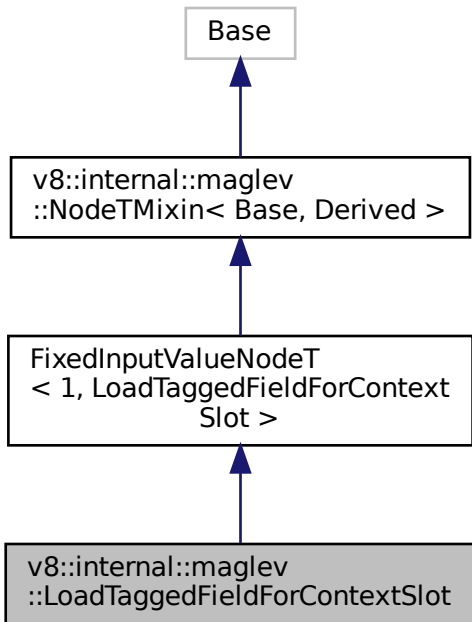 Base
v8::internal::maglev
::NodeTMixin< Base, Derived >
FixedInputValueNodeT
< 1, LoadTaggedFieldForContext
Slot >
v8::internal::maglev
::LoadTaggedFieldForContextSlot